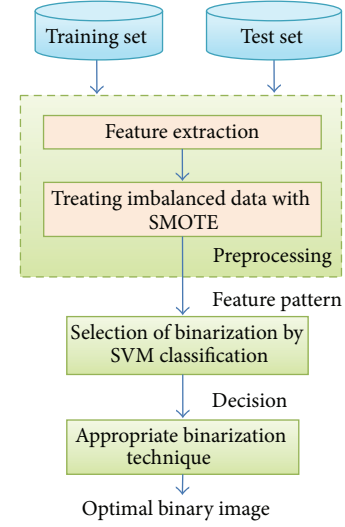 Training set
Test set
Feature extraction
Treating imbalanced data with
SMOTE
Preprocessing
Feature pattern
Selection of binarization by
SVM classification
Decision
Appropriate binarization
technique
Optimal binary image